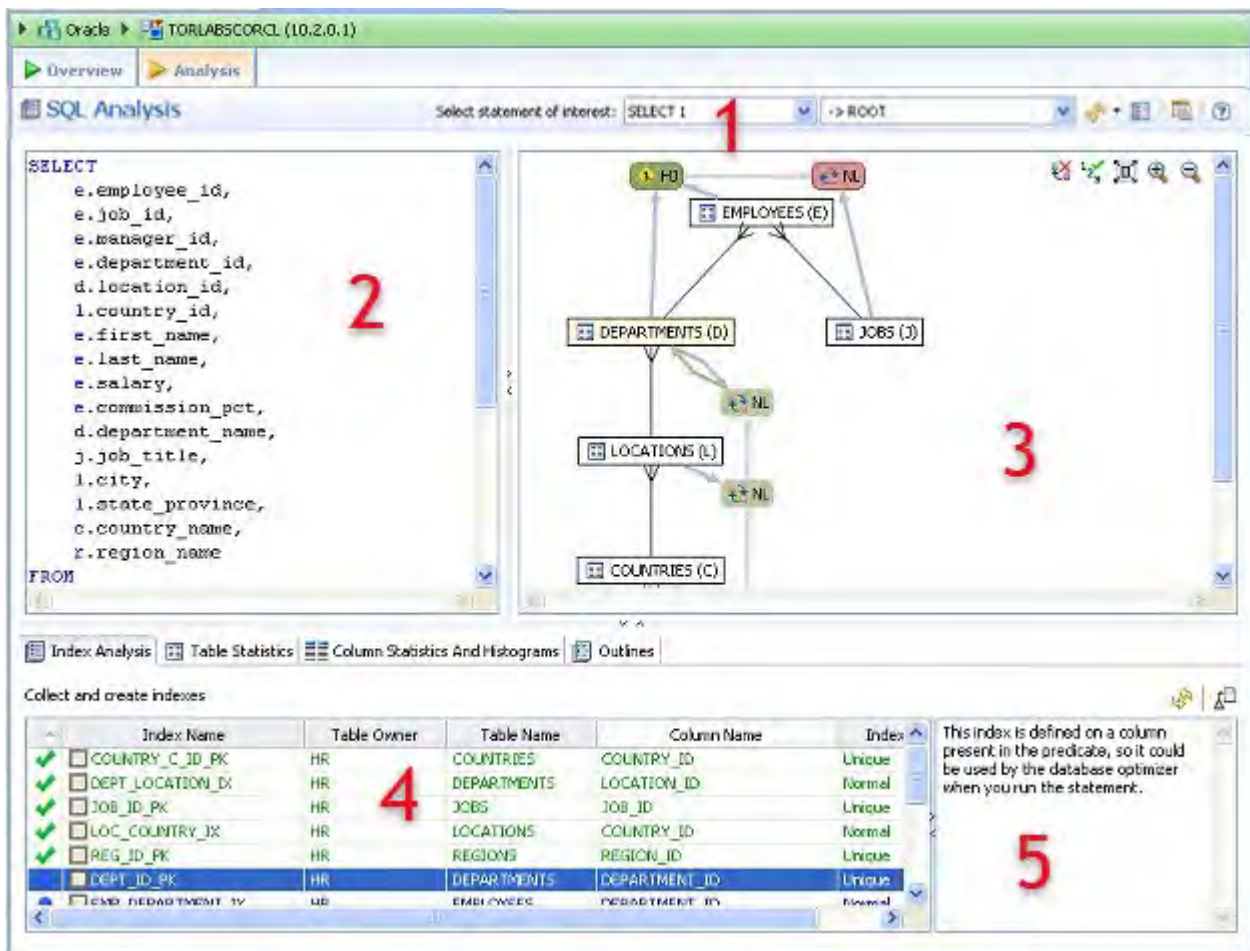 Oracle TORLABSCORCL (10.2.0.1)
Overview Analysis
SQL Analysis Select statement of interest: SELECT 1 -> ROOT
1
SELECT
e.employee_id,
e.job_id,
e.manager_id,
e.department_id,
d.location_id,
l.country_id,
e.first_name,
e.last_name,
e.salary,
e.commission_pct,
d.department_name,
j.job_title,
l.city,
l.state_province,
c.country_name,
r.region_name
FROM
2
HJ NL
EMPLOYEES (E)
DEPARTMENTS (D) JOBS (J)
NL
LOCATIONS (L)
NL
COUNTRIES (C)
3
Index Analysis Table Statistics Column Statistics And Histograms Outlines
Collect and create indexes
Index Name Table Owner Table Name Column Name Index
COUNTRY_C_ID_PK HR COUNTRIES COUNTRY_ID Unique
DEPT_LOCATION_IX HR DEPARTMENTS LOCATION_ID Normal
JOB_ID_PK HR JOBS JOB_ID Unique
LOC_COUNTRY_IX HR LOCATIONS COUNTRY_ID Normal
REG_ID_PK HR REGIONS REGION_ID Unique
DEPT_ID_PK HR DEPARTMENTS DEPARTMENT_ID Unique
EMP_DEPARTMENT_IX HR EMPLOYEES DEPARTMENT_ID Normal
4
This index is defined on a column
present in the predicate, so it could
be used by the database optimizer
when you run the statement.
5